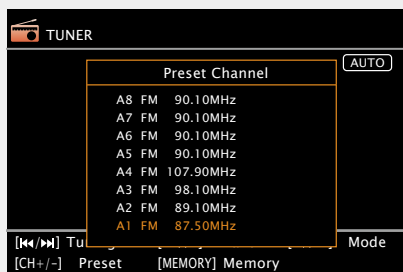 TUNER
AUTO
Preset Channel
A8 FM 90.10MHz
A7 FM 90.10MHz
A6 FM 90.10MHz
A5 FM 90.10MHz
A4 FM 107.90MHz
A3 FM 98.10MHz
A2 FM 89.10MHz
A1 FM 87.50MHz
[⏮/⏭] Tu Mode
[CH+/-] Preset [MEMORY] Memory